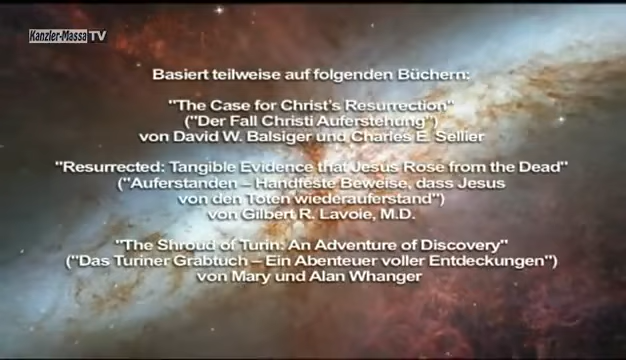 Kanzler-Massa TV
Basiert teilweise auf folgenden Büchern:
"The Case for Christ's Resurrection"
("Der Fall Christi Auferstehung")
von David W. Balsiger und Charles E. Sellier
"Resurrected: Tangible Evidence that Jesus Rose from the Dead"
("Auferstanden – Handfeste Beweise, dass Jesus
von den Toten wiederauferstand")
von Gilbert R. Lavoie, M.D.
"The Shroud of Turin: An Adventure of Discovery"
("Das Turiner Grabtuch – Ein Abenteuer voller Entdeckungen")
von Mary und Alan Whanger